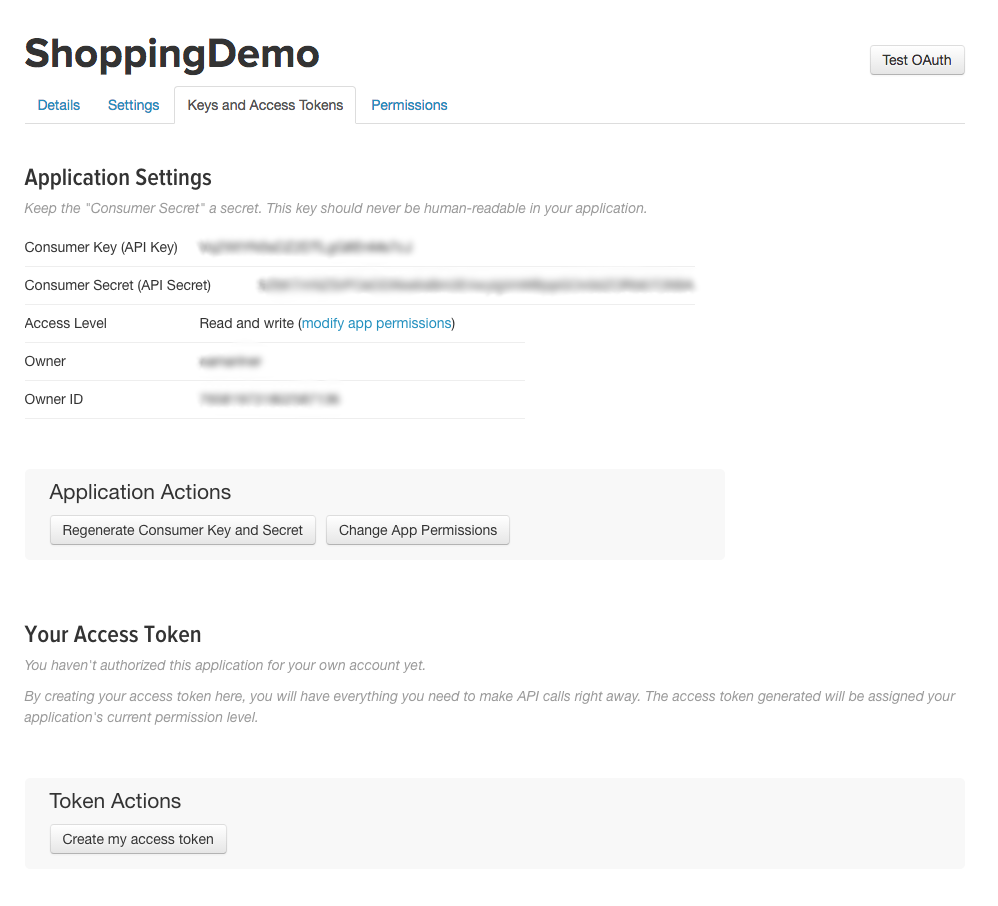 ShoppingDemo
Test OAuth
Details Settings Keys and Access Tokens Permissions
Application Settings
Keep the "Consumer Secret" a secret. This key should never be human-readable in your application.
Consumer Key (API Key)
Consumer Secret (API Secret)
Access Level Read and write (modify app permissions)
Owner
Owner ID
Application Actions
Regenerate Consumer Key and Secret Change App Permissions
Your Access Token
You haven't authorized this application for your own account yet.
By creating your access token here, you will have everything you need to make API calls right away. The access token generated will be assigned your
application's current permission level.
Token Actions
Create my access token